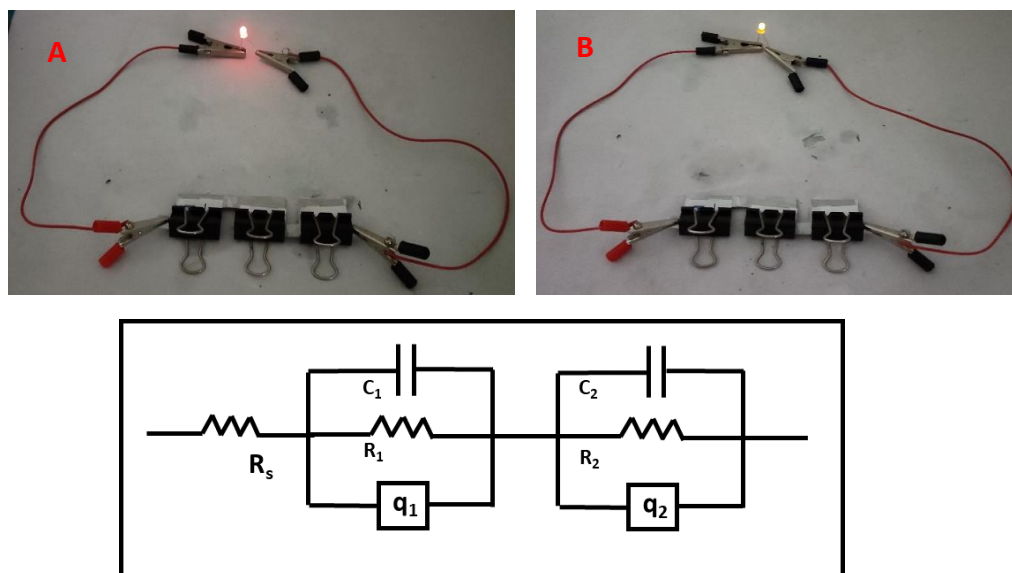 A
B
C₁
C₂
R₁
R₂
Rₛ
q₁
q₂